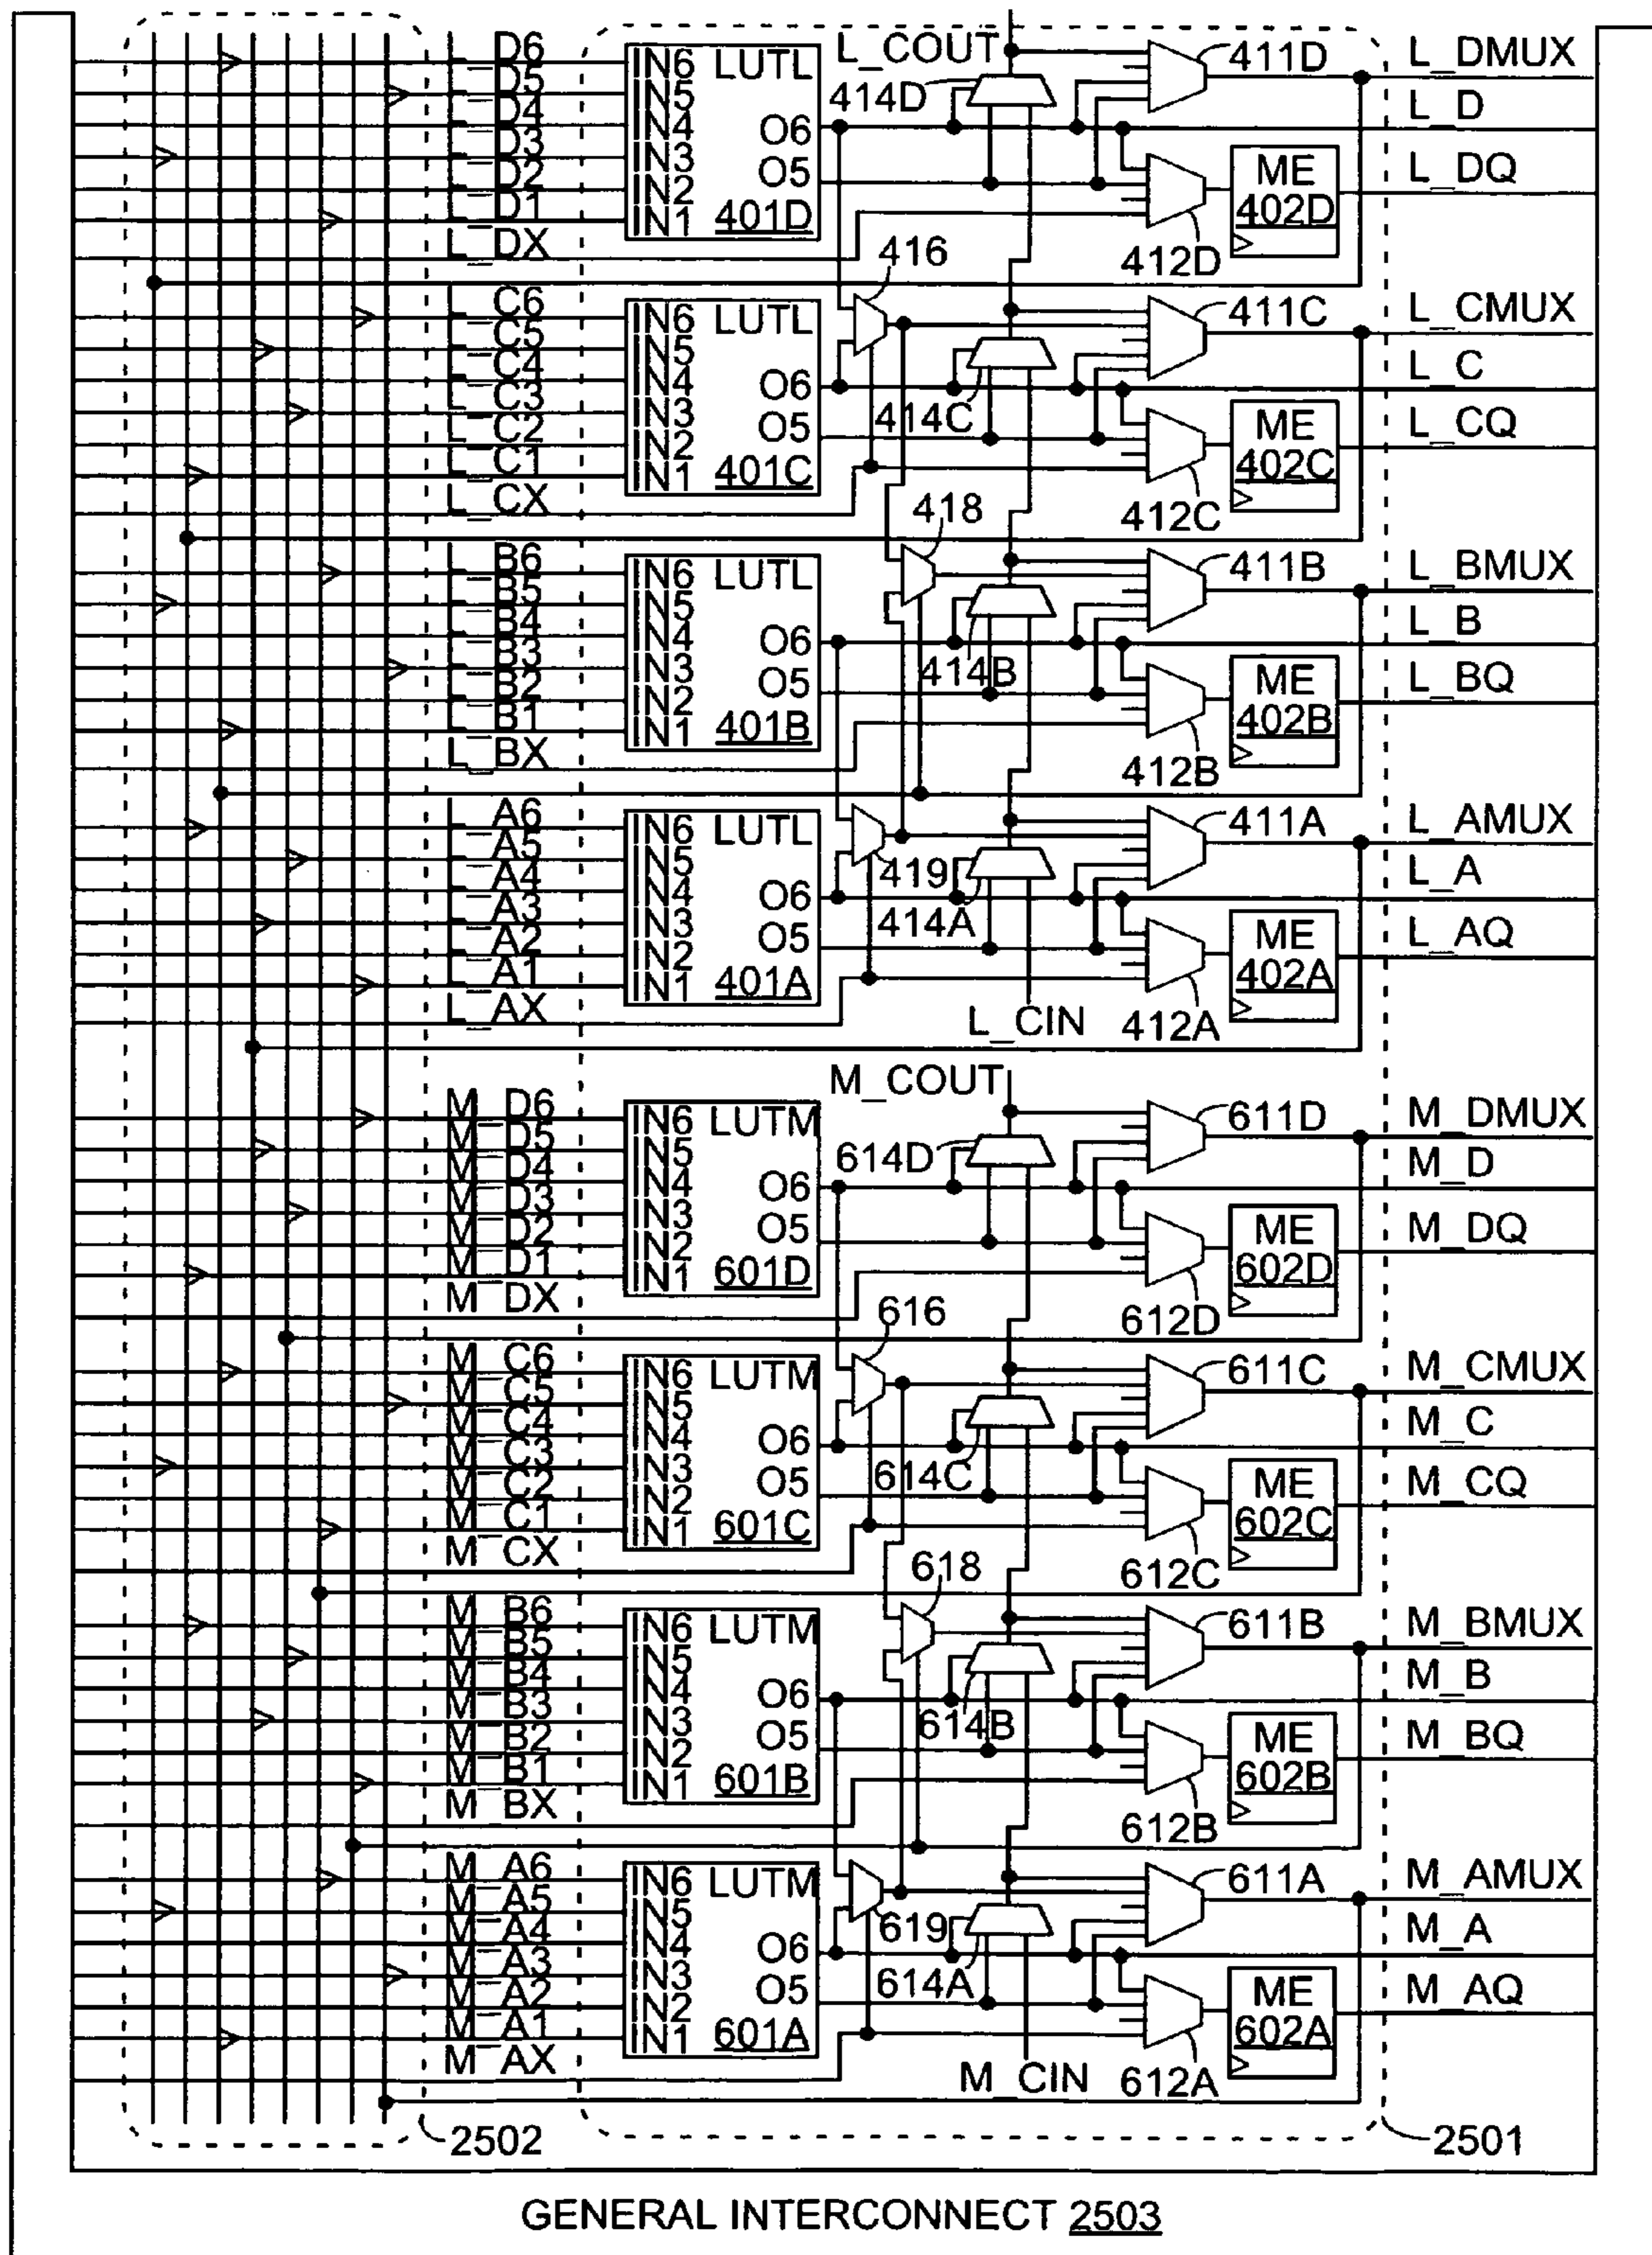 L_COUT
L_D6
L_D5
L_D4
L_D3
L_D2
L_D1
L_DX
IN6 LUTL
IN5
IN4
IN3
IN2
IN1
O6
O5
401D
414D
411D
412D
ME
402D
L_DMUX
L_D
L_DQ
416
L_C6
L_C5
L_C4
L_C3
L_C2
L_C1
L_CX
IN6 LUTL
IN5
IN4
IN3
IN2
IN1
O6
O5
401C
414C
411C
412C
ME
402C
L_CMUX
L_C
L_CQ
418
L_B6
L_B5
L_B4
L_B3
L_B2
L_B1
L_BX
IN6 LUTL
IN5
IN4
IN3
IN2
IN1
O6
O5
401B
414B
411B
412B
ME
402B
L_BMUX
L_B
L_BQ
L_A6
L_A5
L_A4
L_A3
L_A2
L_A1
L_AX
IN6 LUTL
IN5
IN4
IN3
IN2
IN1
O6
O5
401A
419
414A
L_CIN
411A
412A
ME
402A
L_AMUX
L_A
L_AQ
M_COUT
M_D6
M_D5
M_D4
M_D3
M_D2
M_D1
M_DX
IN6 LUTM
IN5
IN4
IN3
IN2
IN1
O6
O5
601D
614D
611D
612D
ME
602D
M_DMUX
M_D
M_DQ
616
M_C6
M_C5
M_C4
M_C3
M_C2
M_C1
M_CX
IN6 LUTM
IN5
IN4
IN3
IN2
IN1
O6
O5
601C
614C
611C
612C
ME
602C
M_CMUX
M_C
M_CQ
618
M_B6
M_B5
M_B4
M_B3
M_B2
M_B1
M_BX
IN6 LUTM
IN5
IN4
IN3
IN2
IN1
O6
O5
601B
614B
611B
612B
ME
602B
M_BMUX
M_B
M_BQ
M_A6
M_A5
M_A4
M_A3
M_A2
M_A1
M_AX
IN6 LUTM
IN5
IN4
IN3
IN2
IN1
O6
O5
601A
619
614A
M_CIN
611A
612A
ME
602A
M_AMUX
M_A
M_AQ
2502
2501
GENERAL INTERCONNECT 2503